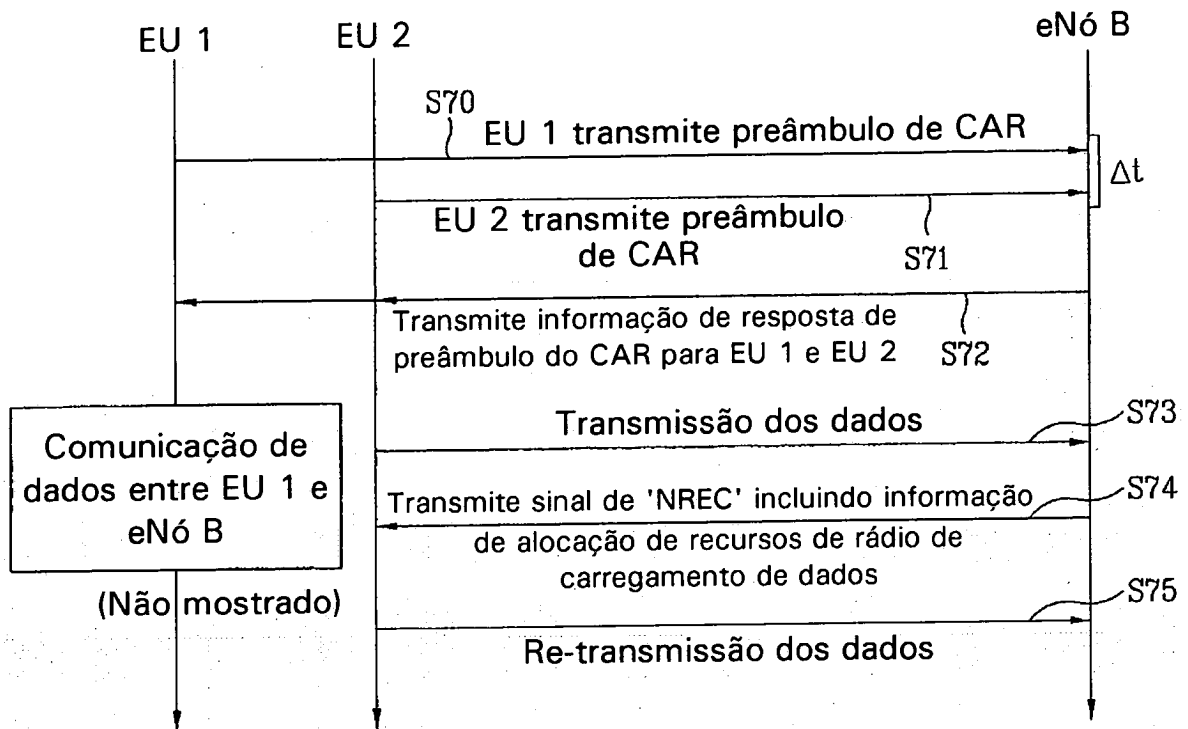 EU 1
EU 2
eNó B
S70
EU 1 transmite preâmbulo de CAR
Δt
EU 2 transmite preâmbulo
de CAR
S71
Transmite informação de resposta de
preâmbulo do CAR para EU 1 e EU 2
S72
Comunicação de
dados entre EU 1 e
eNó B
(Não mostrado)
Transmissão dos dados
S73
Transmite sinal de 'NREC' incluindo informação
de alocação de recursos de rádio de
carregamento de dados
S74
S75
Re-transmissão dos dados